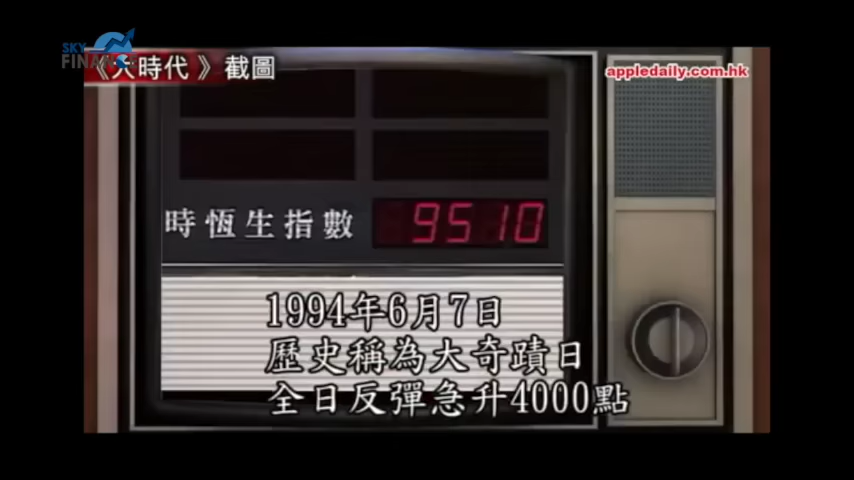 SKY
FINANCE
《大時代 》截圖
appledaily.com.hk
時恆生指數 9510
1994年6月7日
歷史稱為大奇蹟日
全日反彈急升4000點